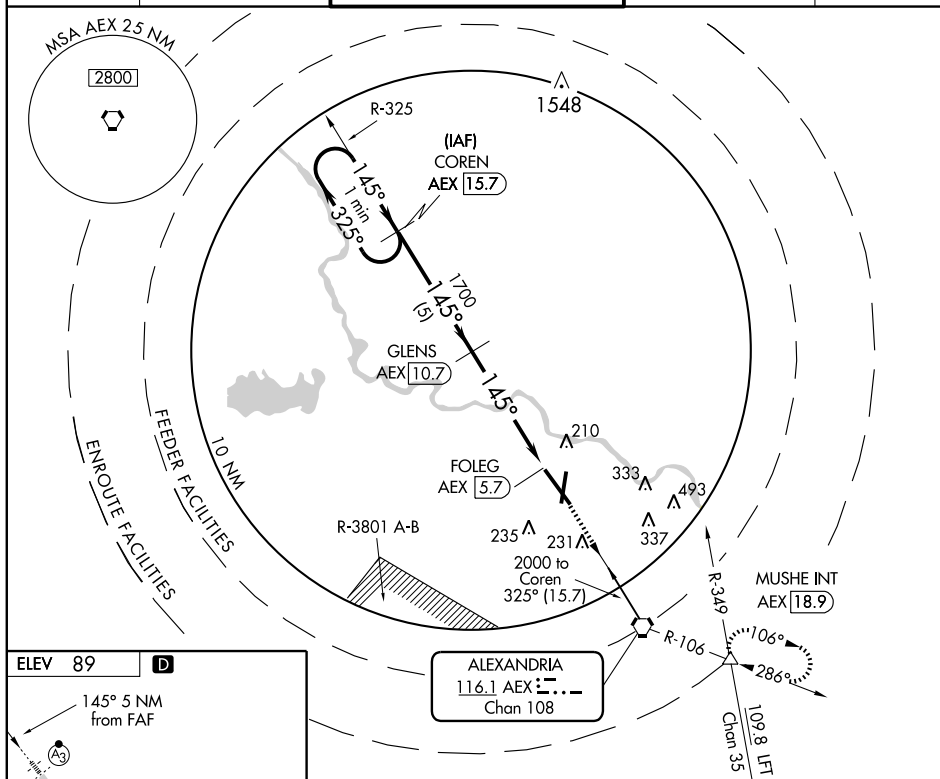 MSA AEX 25 NM
2800
1548
R-325
(IAF)
COREN
AEX 15.7
145°
1 min
325°
1700
145°
(5)
GLENS
AEX 10.7
145°
210
FOLEG
AEX 5.7
333
493
337
235
231
10 NM
FEEDER FACILITIES
ENROUTE FACILITIES
R-3801 A-B
2000 to
Coren
325° (15.7)
R-349
MUSHE INT
AEX 18.9
R-106
106°
286°
ALEXANDRIA
116.1 AEX
Chan 108
109.8 LFT
Chan 35
ELEV 89
D
145° 5 NM
from FAF
A3